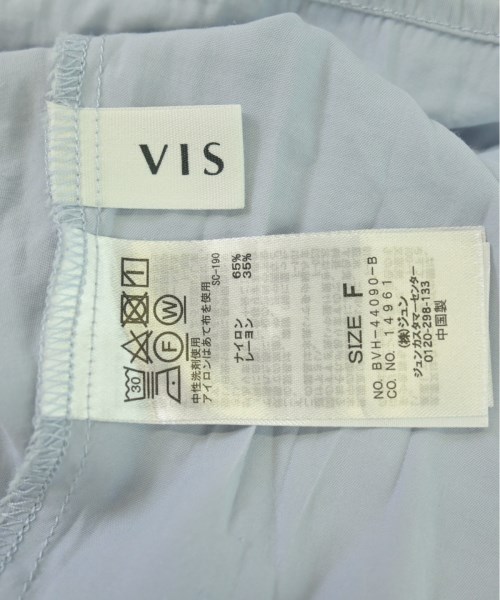 VIS
30
F
W
中性洗剤使用
アイロンはあて布を使用
SC-190
ナイロン 65%
レーヨン 35%
SIZE F
NO. BVH-44090-B
CO. NO. 14961
(株)ジュン
ジュンカスタマーセンター
0120-298-133
中国製